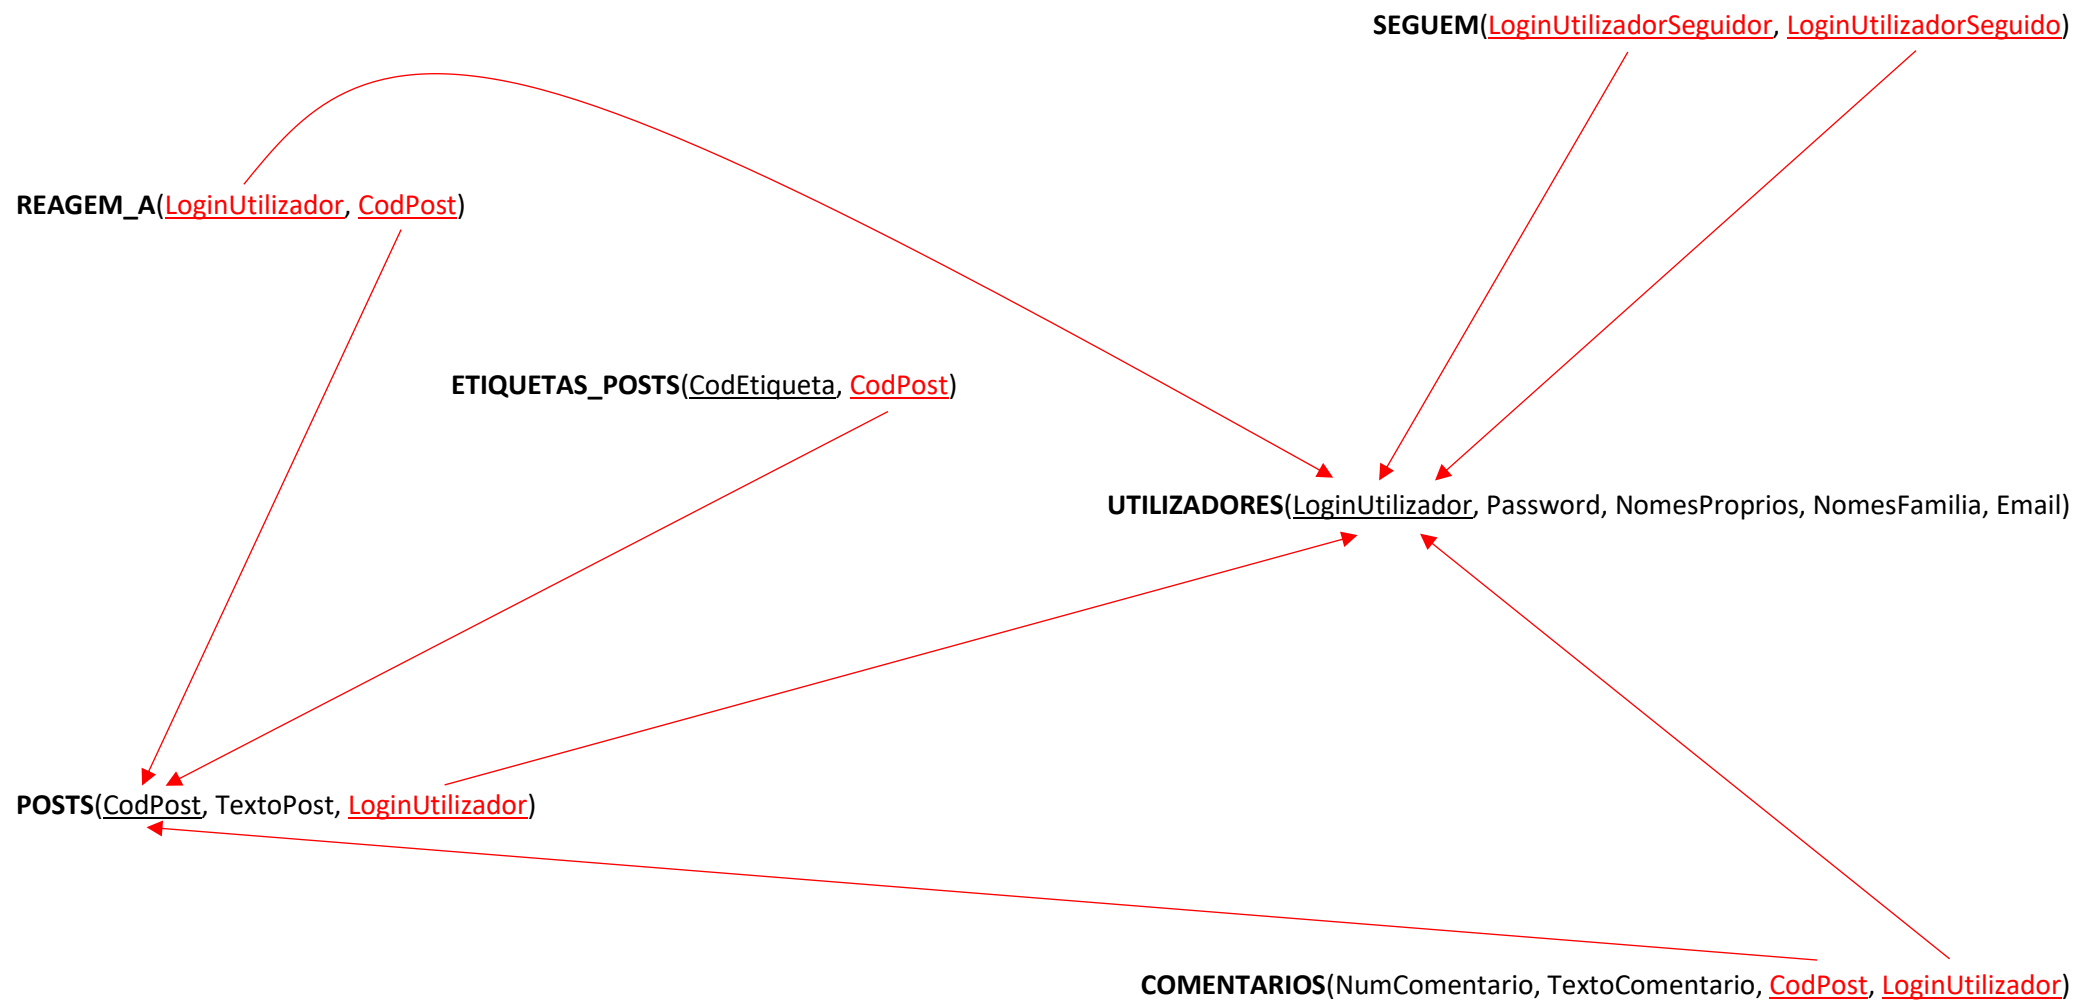 SEGUEM(LoginUtilizadorSeguidor, LoginUtilizadorSeguido)
REAGEM_A(LoginUtilizador, CodPost)
ETIQUETAS_POSTS(CodEtiqueta, CodPost)
UTILIZADORES(LoginUtilizador, Password, NomesProprios, NomesFamilia, Email)
POSTS(CodPost, TextoPost, LoginUtilizador)
COMENTARIOS(NumComentario, TextoComentario, CodPost, LoginUtilizador)